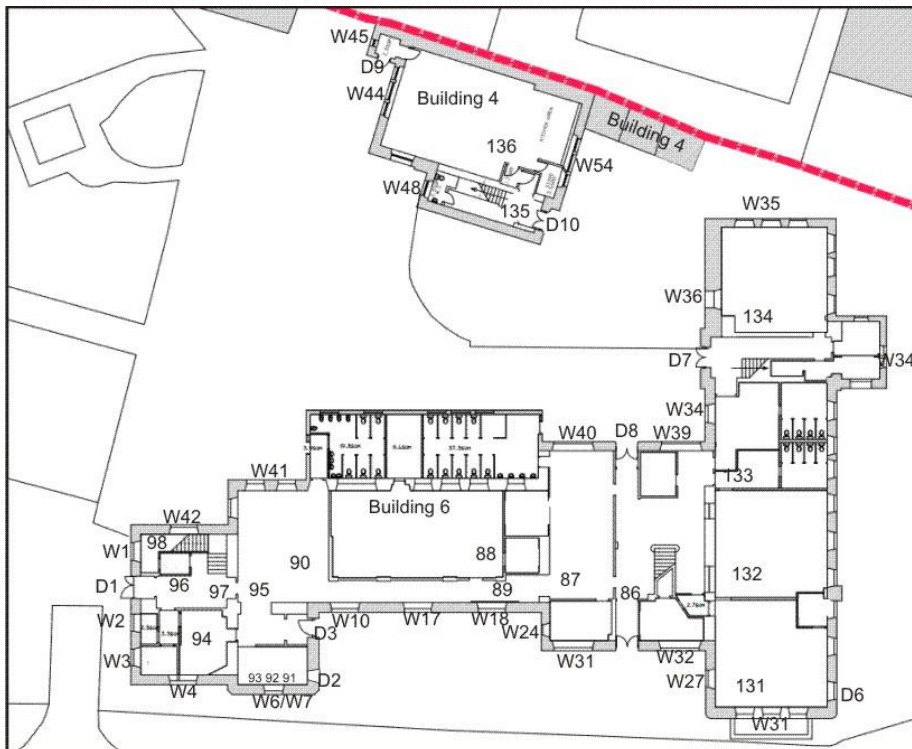 W45
D9
W44
Building 4
Building 4
136
W54
W48
135
D10
W35
W36
134
D7
W34
W34
W40
D8
W39
133
W41
Building 6
W42
W1
98
90
88
132
D1
96
97
95
89
87
86
W2
94
W10
W17
W18
W24
D3
W3
W31
W32
W27
131
D6
W4
93 92 91
D2
W6/W7
W31